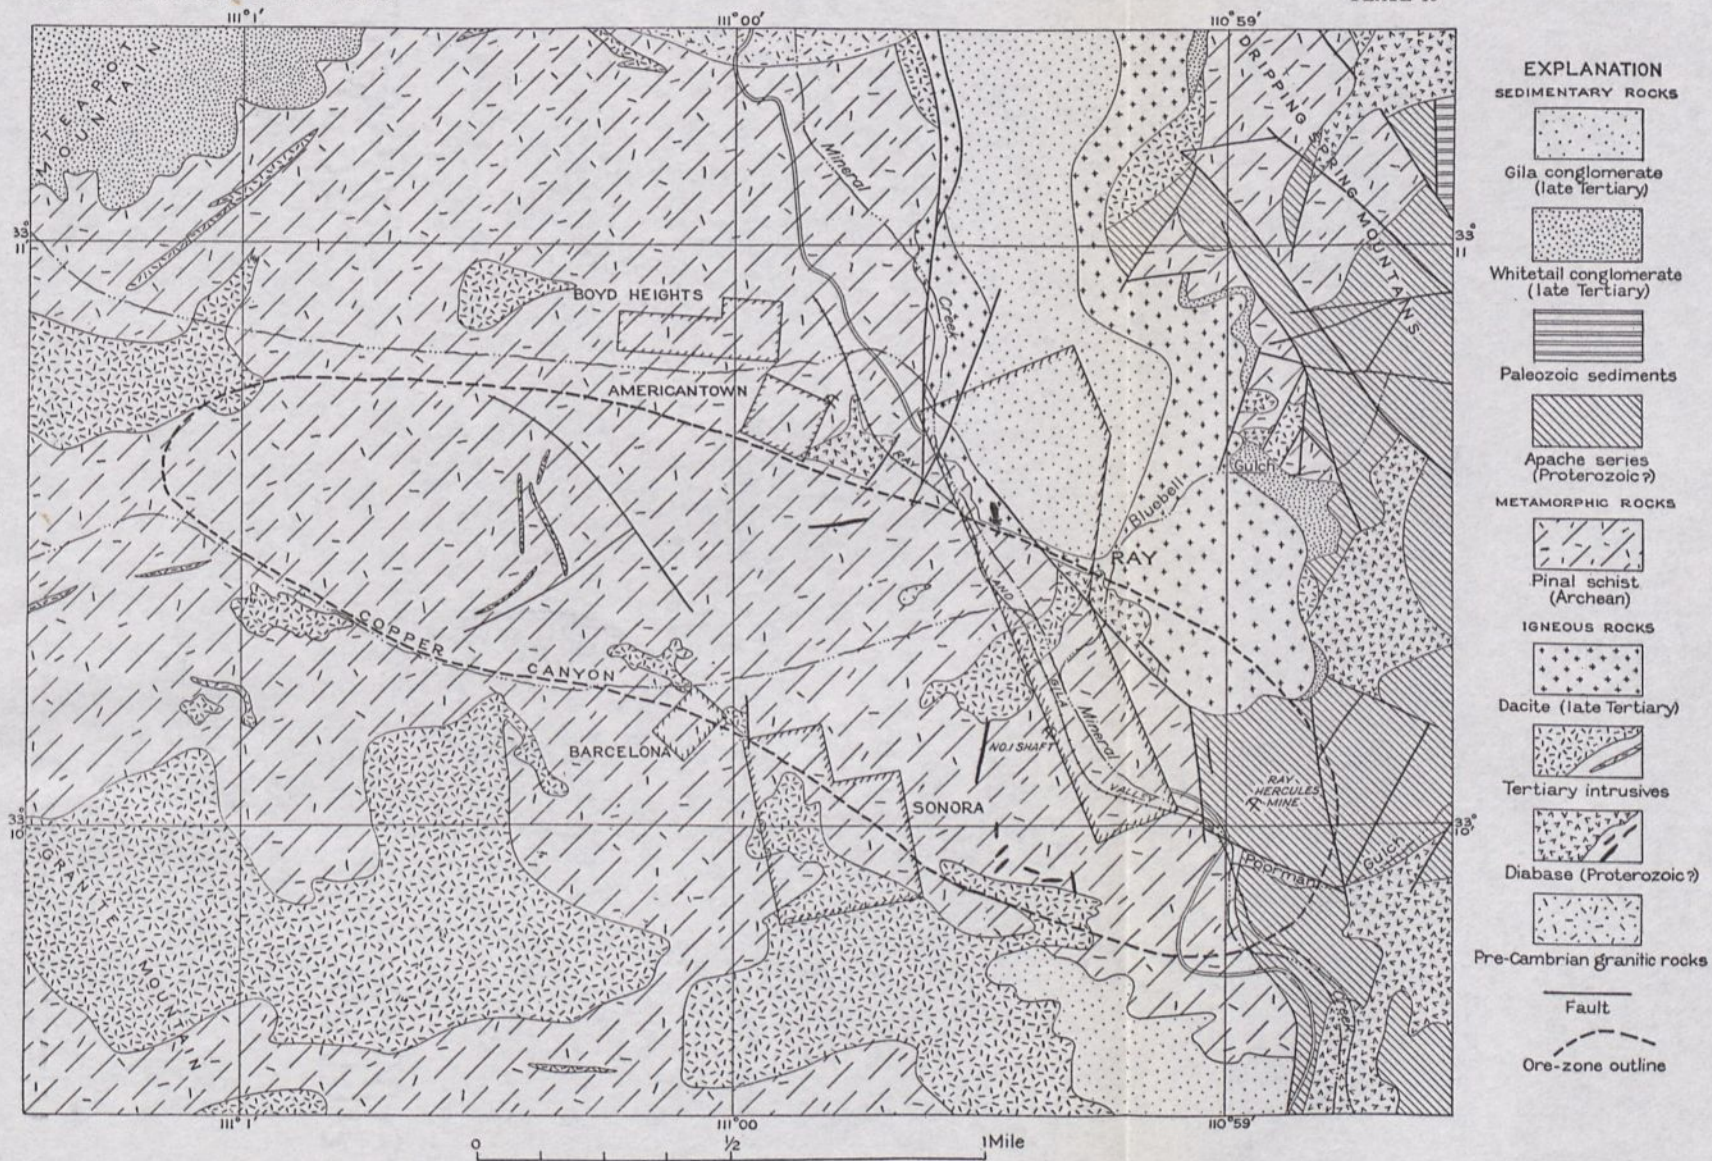 111°1′
111°00′
110°59′
TEAPOT
MOUNTAIN
DRIPPING SPRING MOUNTAINS
Mineral
Creek
33°
11
33°
11
BOYD HEIGHTS
AMERICANTOWN
RAY
Gulch
Bluebell
RAY
AND
COPPER
CANYON
GILA
Mineral
BARCELONA
NO.1 SHAFT
VALLEY
RAY-
HERCULES
MINE
SONORA
33°
10′
33°
10′
Poorman
Gulch
GRANITE MOUNTAIN
Creek
111°1′
111°00′
110°59′
0
1/2
1 Mile
EXPLANATION
SEDIMENTARY ROCKS
Gila conglomerate
(late Tertiary)
Whitetail conglomerate
(late Tertiary)
Paleozoic sediments
Apache series
(Proterozoic?)
METAMORPHIC ROCKS
Pinal schist
(Archean)
IGNEOUS ROCKS
Dacite (late Tertiary)
Tertiary intrusives
Diabase (Proterozoic?)
Pre-Cambrian granitic rocks
Fault
Ore-zone outline